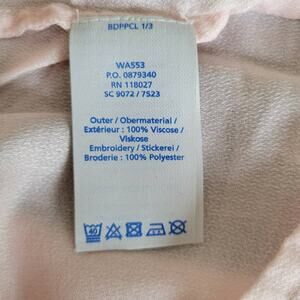 BDPPCL 1/3
WA553
P.O. 0879340
RN 118027
SC 9072 / 7523
Outer / Obermaterial /
Extérieur : 100% Viscose /
Viskose
Embroidery / Stickerei /
Broderie : 100% Polyester
40